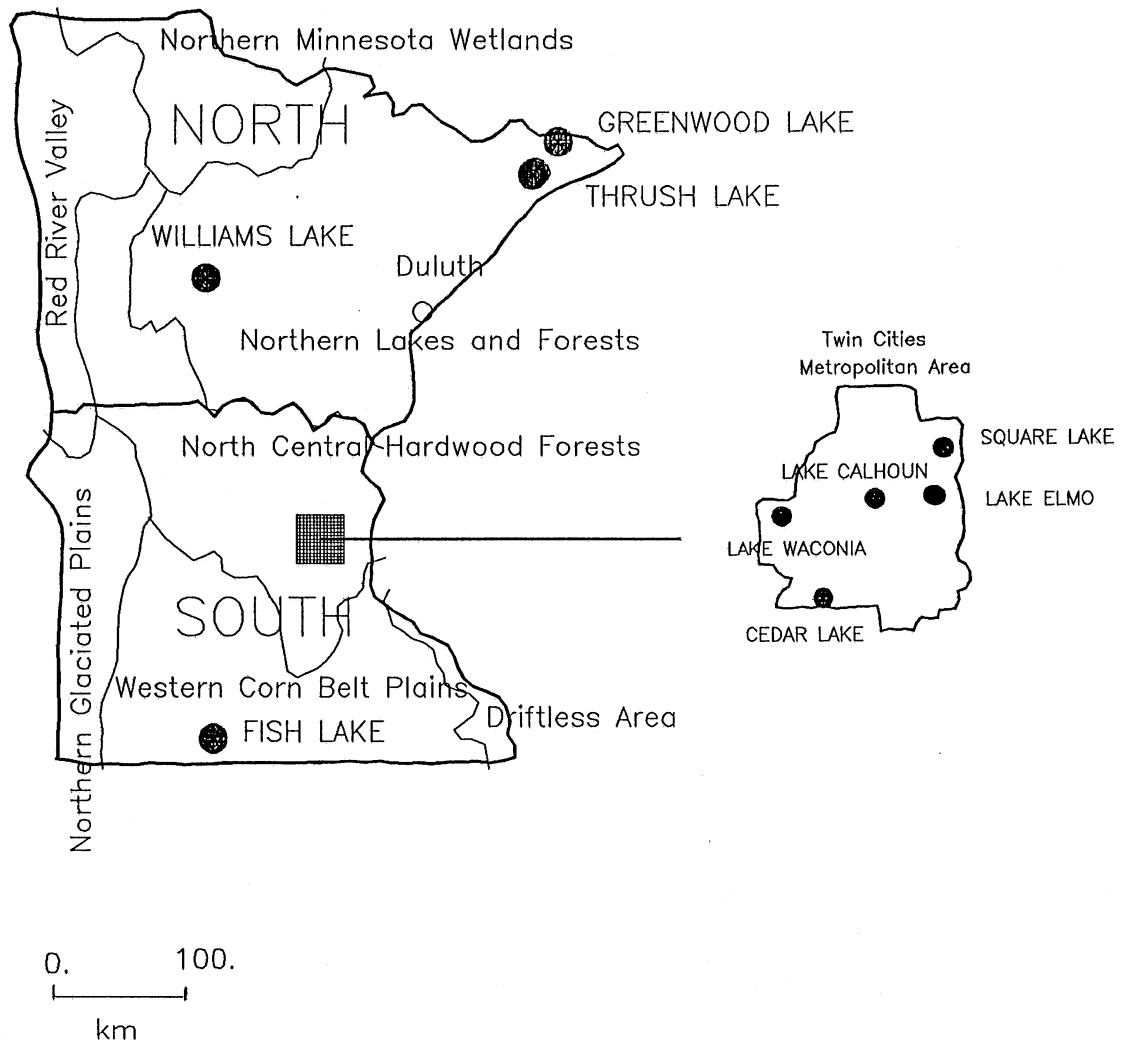 Northern Minnesota Wetlands
NORTH
GREENWOOD LAKE
THRUSH LAKE
Red River Valley
WILLIAMS LAKE
Duluth
Northern Lakes and Forests
Twin Cities
Metropolitan Area
North Central Hardwood Forests
SQUARE LAKE
LAKE CALHOUN
LAKE ELMO
LAKE WACONIA
CEDAR LAKE
Northern Glaciated Plains
SOUTH
Western Corn Belt Plains
Driftless Area
FISH LAKE
0. 100.
km